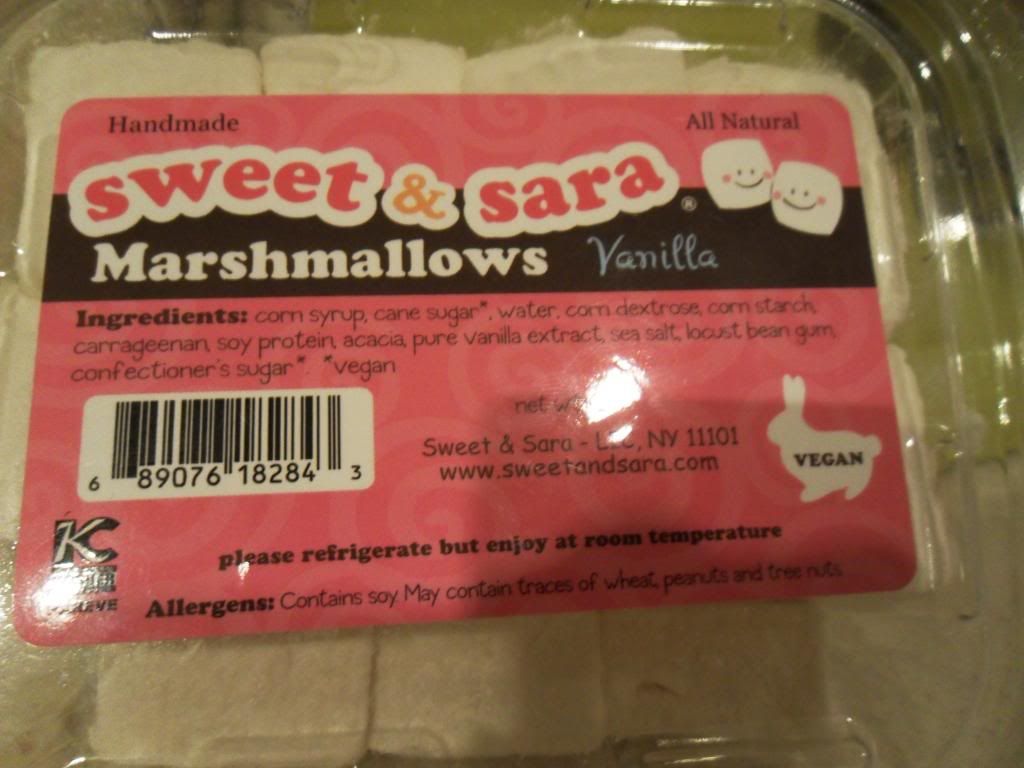 Handmade
All Natural
sweet & sara®
Marshmallows Vanilla
Ingredients: corn syrup, cane sugar*, water, corn dextrose, corn starch,
carrageenan, soy protein, acacia, pure vanilla extract, sea salt, locust bean gum,
confectioner's sugar*. *vegan
net
Sweet & Sara - NY 11101
www.sweetandsara.com
VEGAN
6 89076 18284 3
K
please refrigerate but enjoy at room temperature
Allergens: Contains soy. May contain traces of wheat, peanuts and tree nuts.